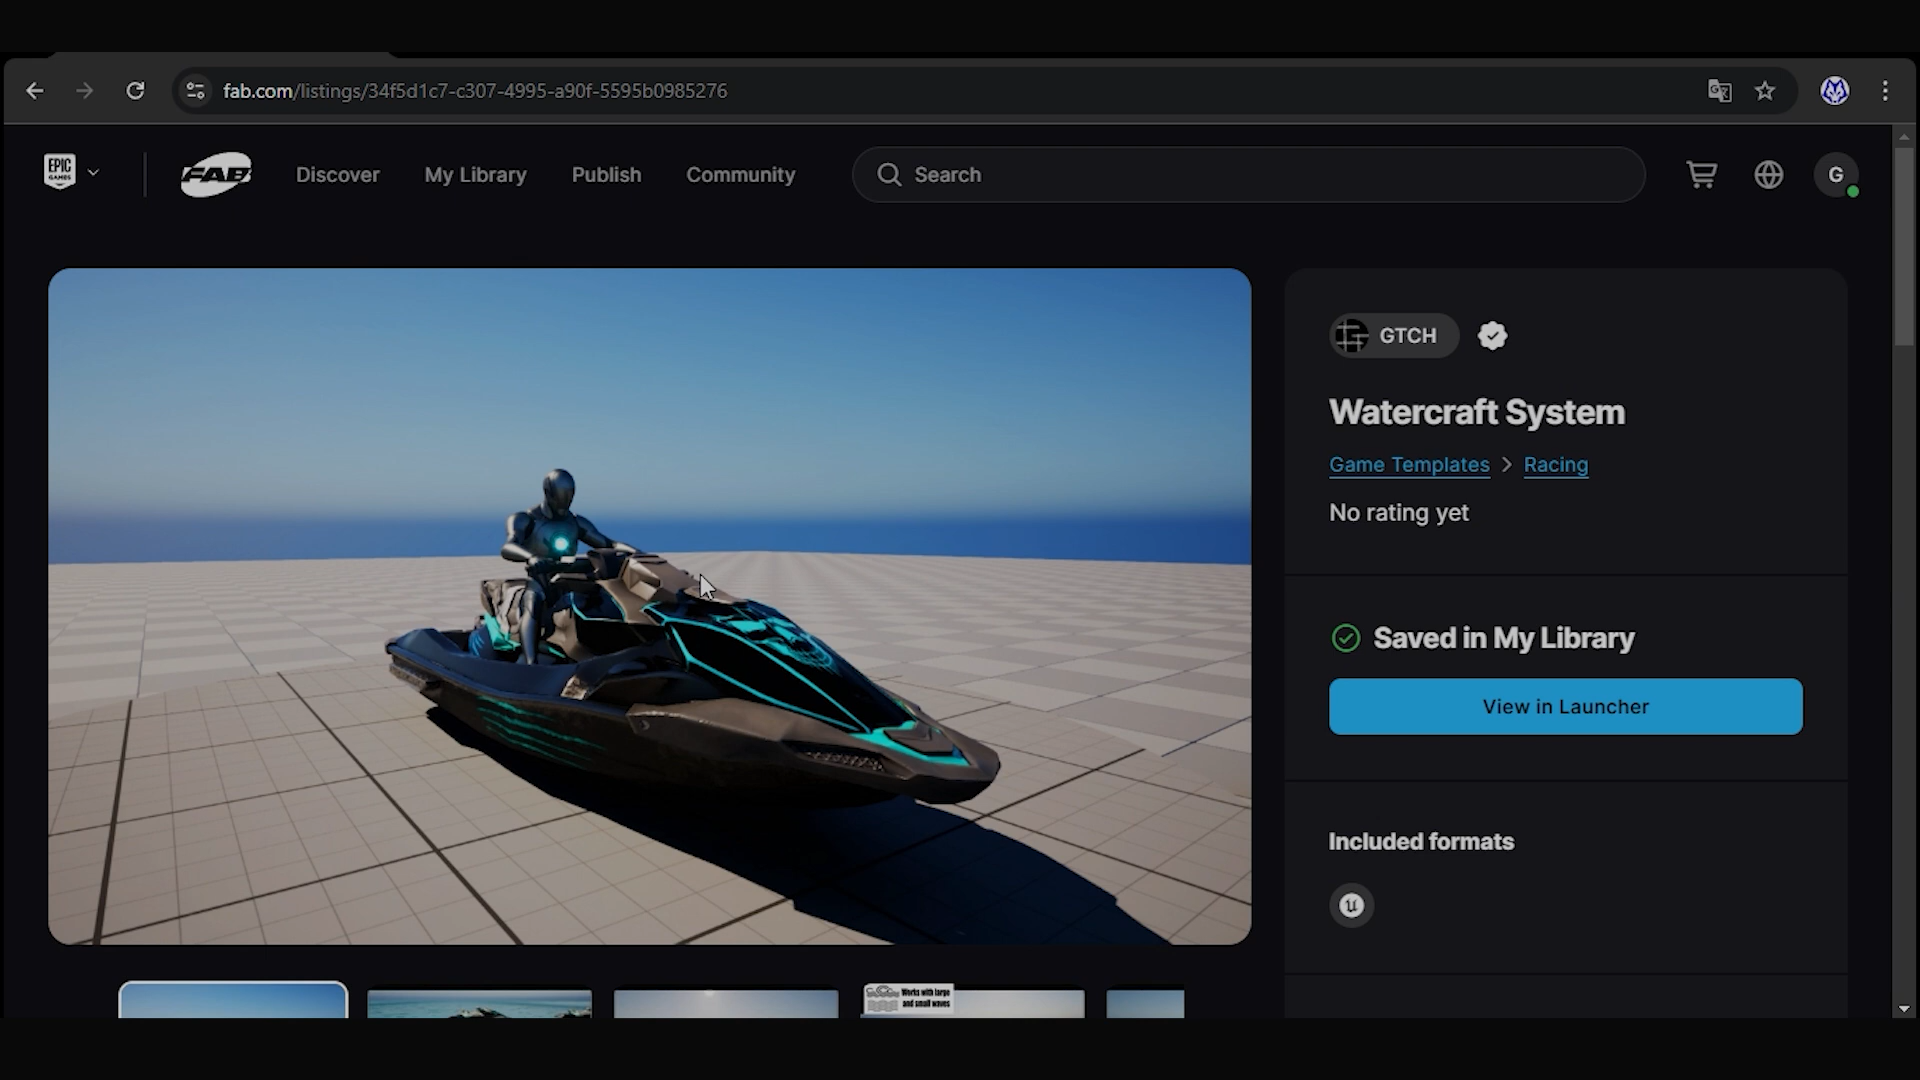 fab.com/listings/34f5d1c7-c307-4995-a90f-5595b0985276
EPIC GAMES
FAB
Discover
My Library
Publish
Community
Search
G
GTCH
Watercraft System
Game Templates > Racing
No rating yet
Saved in My Library
View in Launcher
Included formats
Works with large
and small waves